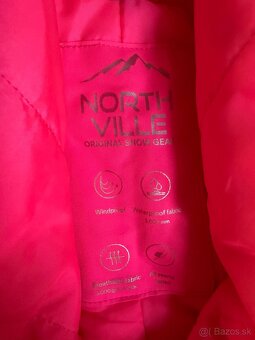 NORTH
VILLE
ORIGINAL SNOW GEAR
Windproof
Waterproof fabric
Breathable fabric
© Bazos.sk